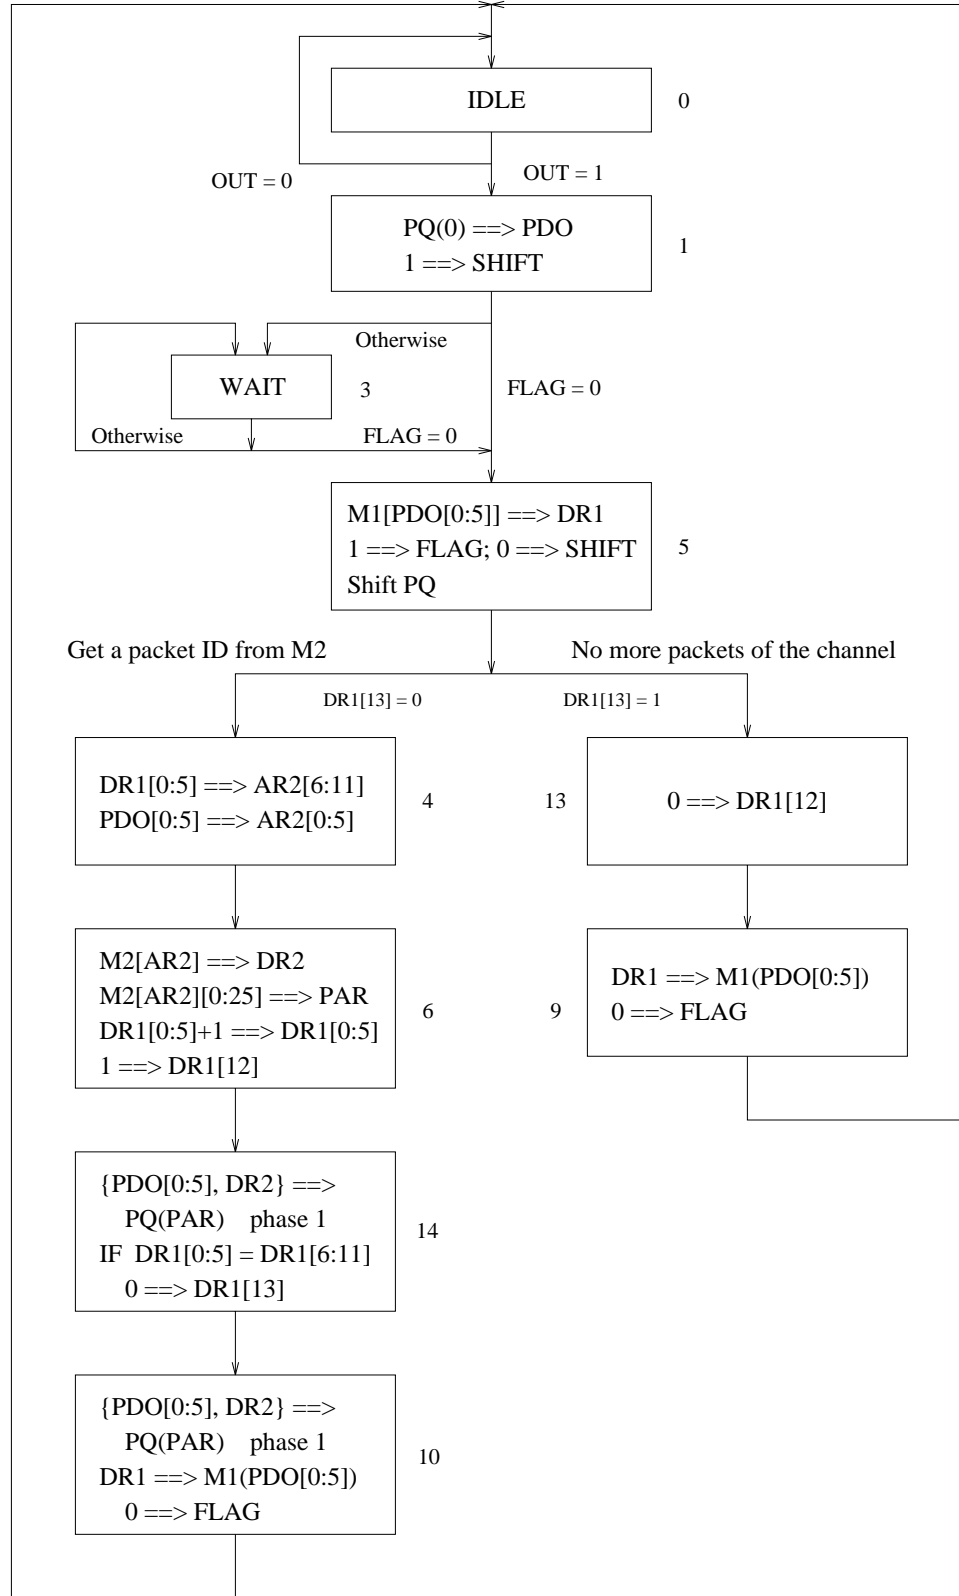 IDLE
0
OUT = 0
OUT = 1
PQ(0) ==> PDO
1 ==> SHIFT
1
Otherwise
WAIT
3
FLAG = 0
Otherwise
FLAG = 0
M1[PDO[0:5]] ==> DR1
1 ==> FLAG; 0 ==> SHIFT
Shift PQ
5
Get a packet ID from M2
No more packets of the channel
DR1[13] = 0
DR1[13] = 1
DR1[0:5] ==> AR2[6:11]
PDO[0:5] ==> AR2[0:5]
4
13
0 ==> DR1[12]
M2[AR2] ==> DR2
M2[AR2][0:25] ==> PAR
DR1[0:5]+1 ==> DR1[0:5]
1 ==> DR1[12]
6
9
DR1 ==> M1(PDO[0:5])
0 ==> FLAG
{PDO[0:5], DR2} ==>
PQ(PAR) phase 1
IF DR1[0:5] = DR1[6:11]
0 ==> DR1[13]
14
{PDO[0:5], DR2} ==>
PQ(PAR) phase 1
DR1 ==> M1(PDO[0:5])
0 ==> FLAG
10